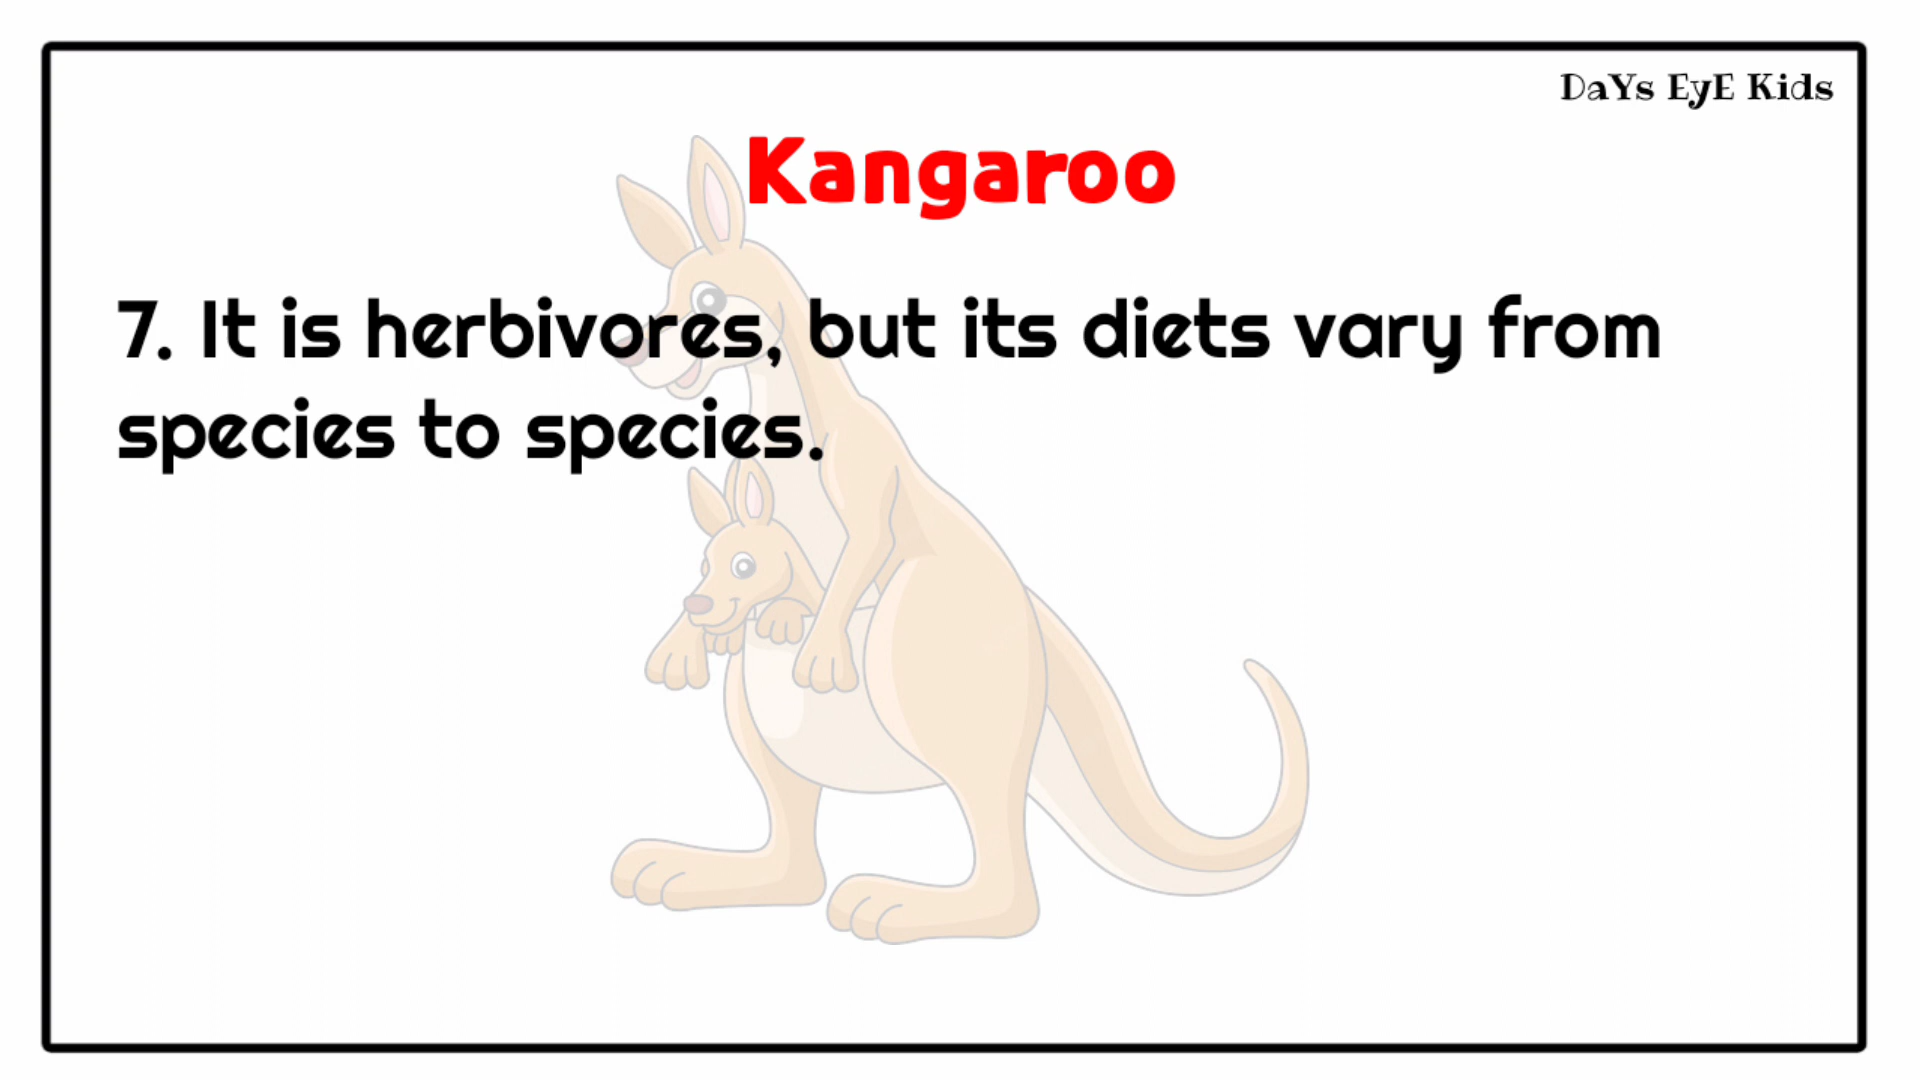 DaYs EyE Kids
Kangaroo
7. It is herbivores, but its diets vary from
species to species.